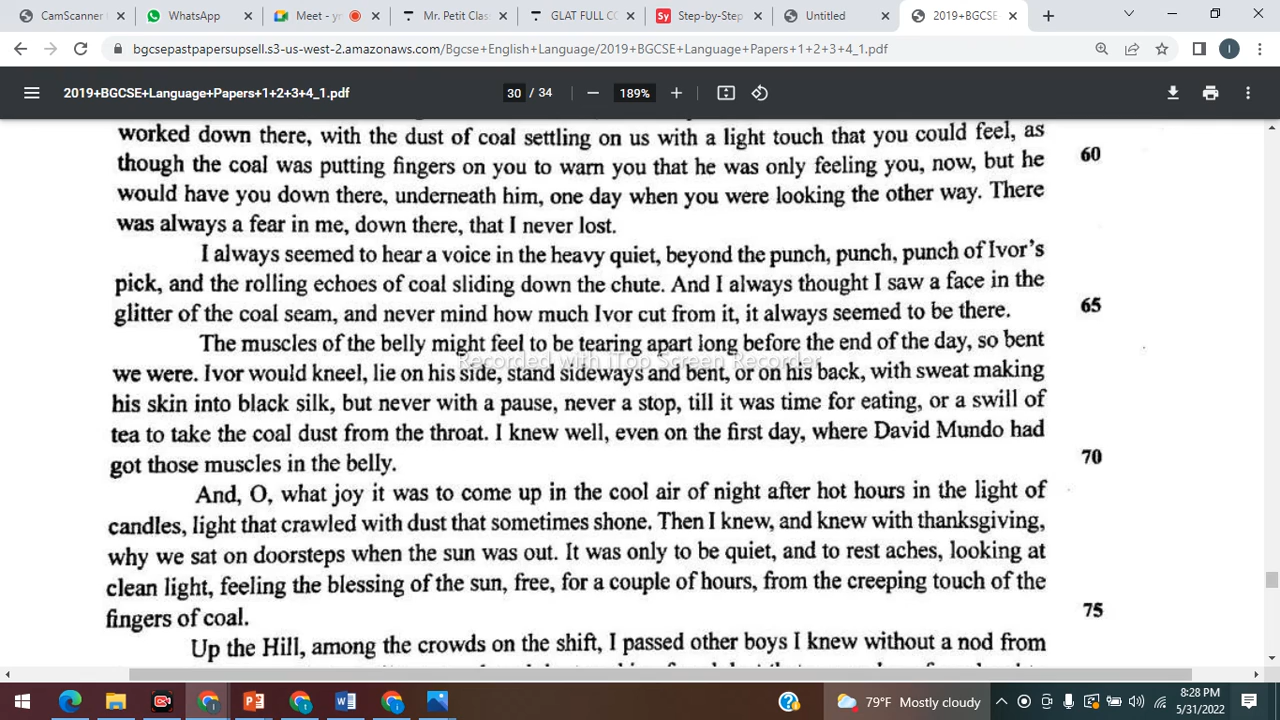 CamScanner
WhatsApp
Meet - ym
Mr. Petit Clas
GLAT FULL CO
Step-by-Step
Untitled
2019+BGCSE
bgcsepastpapersupsell.s3-us-west-2.amazonaws.com/Bgcse+English+Language/2019+BGCSE+Language+Papers+1+2+3+4_1.pdf
I
2019+BGCSE+Language+Papers+1+2+3+4_1.pdf
30 / 34
189%
worked down there, with the dust of coal settling on us with a light touch that you could feel, as
though the coal was putting fingers on you to warn you that he was only feeling you, now, but he 60
would have you down there, underneath him, one day when you were looking the other way. There
was always a fear in me, down there, that I never lost.
I always seemed to hear a voice in the heavy quiet, beyond the punch, punch, punch of Ivor's
pick, and the rolling echoes of coal sliding down the chute. And I always thought I saw a face in the
glitter of the coal seam, and never mind how much Ivor cut from it, it always seemed to be there. 65
The muscles of the belly might feel to be tearing apart long before the end of the day, so bent
Recorded with iTop Screen Recorder
we were. Ivor would kneel, lie on his side, stand sideways and bent, or on his back, with sweat making
his skin into black silk, but never with a pause, never a stop, till it was time for eating, or a swill of
tea to take the coal dust from the throat. I knew well, even on the first day, where David Mundo had
got those muscles in the belly. 70
And, O, what joy it was to come up in the cool air of night after hot hours in the light of
candles, light that crawled with dust that sometimes shone. Then I knew, and knew with thanksgiving,
why we sat on doorsteps when the sun was out. It was only to be quiet, and to rest aches, looking at
clean light, feeling the blessing of the sun, free, for a couple of hours, from the creeping touch of the
fingers of coal. 75
Up the Hill, among the crowds on the shift, I passed other boys I knew without a nod from
79°F Mostly cloudy
8:28 PM
5/31/2022